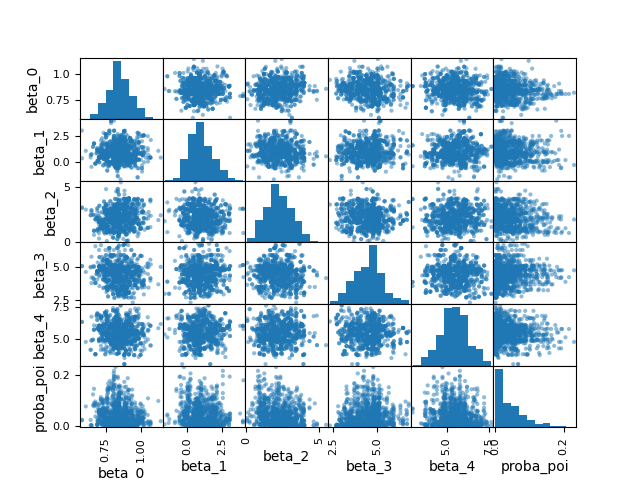 beta_0
1.0
0.75
beta_1
2.5
0.0
beta_2
5
0
beta_3
5.0
2.5
beta_4
7.5
5.0
proba_poi
0.2
0.0
0.75 1.00 0.0 2.5 0 5 2.5 5.0 5.0 7.5 0.0 0.2
beta_0 beta_1 beta_2 beta_3 beta_4 proba_poi